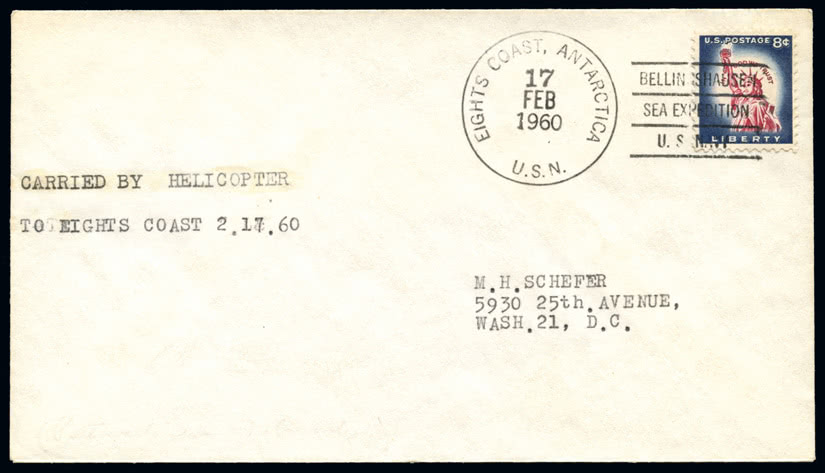 EIGHTS COAST, ANTARCTICA
17
FEB
1960
U.S.N.
U.S. POSTAGE 8¢
BELLINGSHAUSEN
SEA EXPEDITION
LIBERTY
CARRIED BY HELICOPTER
TO EIGHTS COAST 2.17.60
M.H.SCHEFER
5930 25th.AVENUE,
WASH.21, D.C.